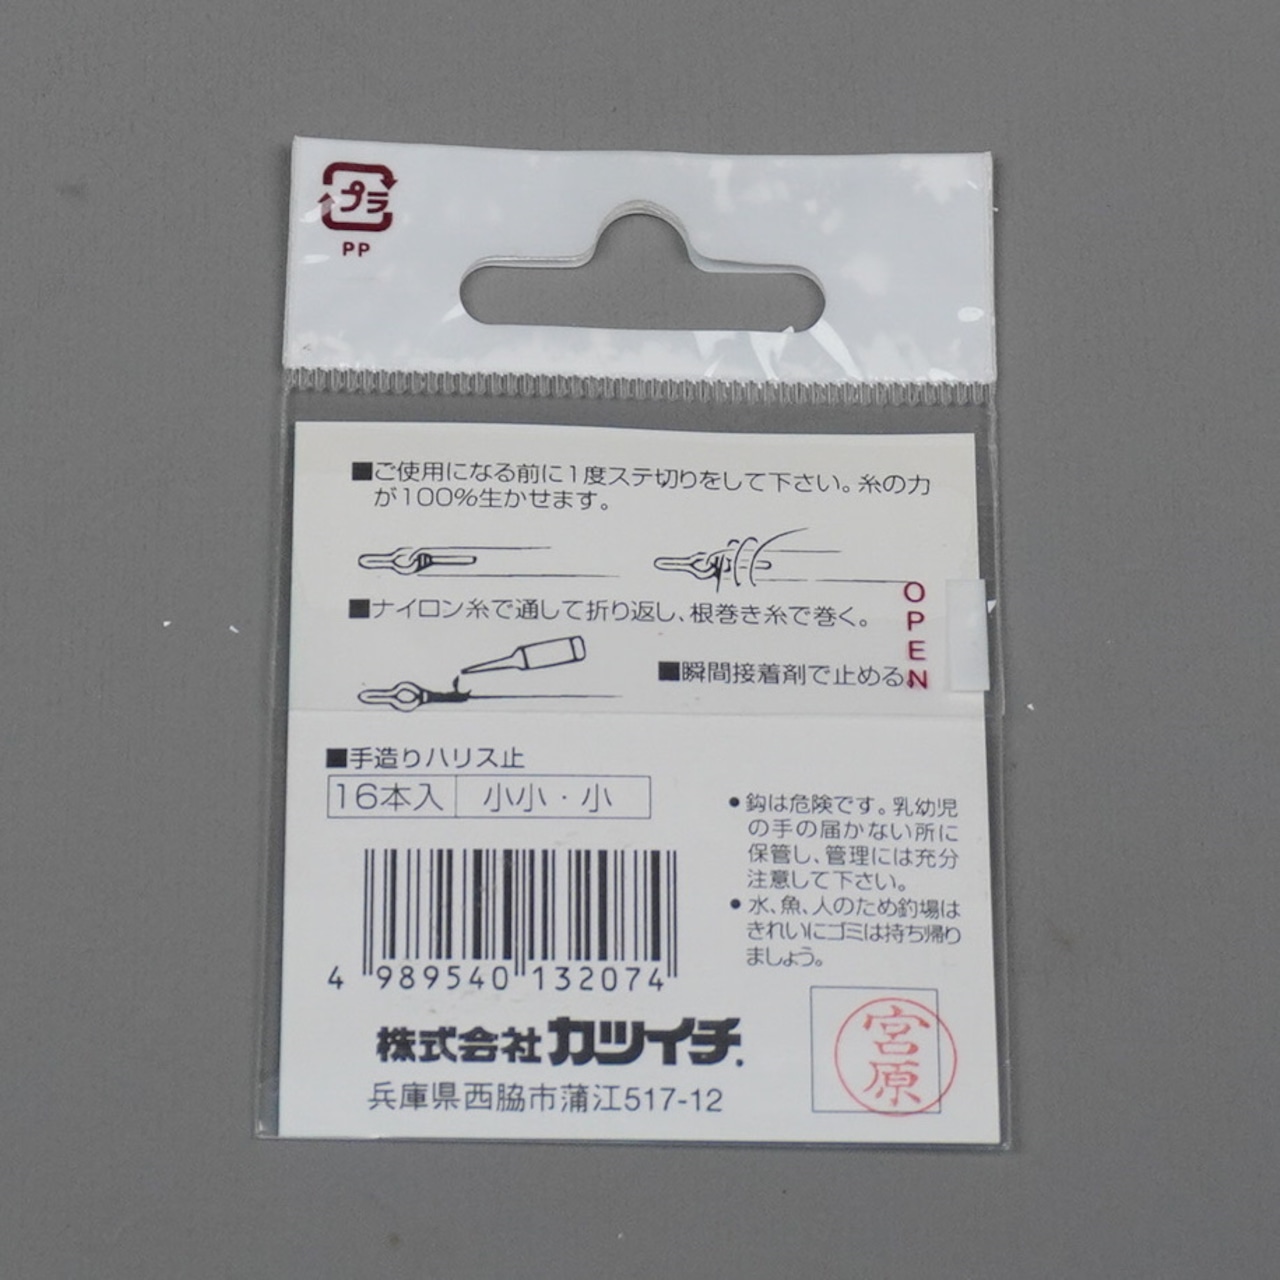 プラ
PP
■ご使用になる前に1度ステ切りをして下さい。糸の力
が100%生かせます。
■ナイロン糸で通して折り返し、根巻き糸で巻く。
OPEN
■瞬間接着剤で止める。
■手造りハリス止
16本入 小小・小
●鈎は危険です。乳幼児
の手の届かない所に
保管し、管理には充分
注意して下さい。
●水、魚、人のため釣場は
きれいにゴミは持ち帰り
ましょう。
4 989540 132074
株式会社カツイチ.
兵庫県西脇市蒲江517-12
宮原